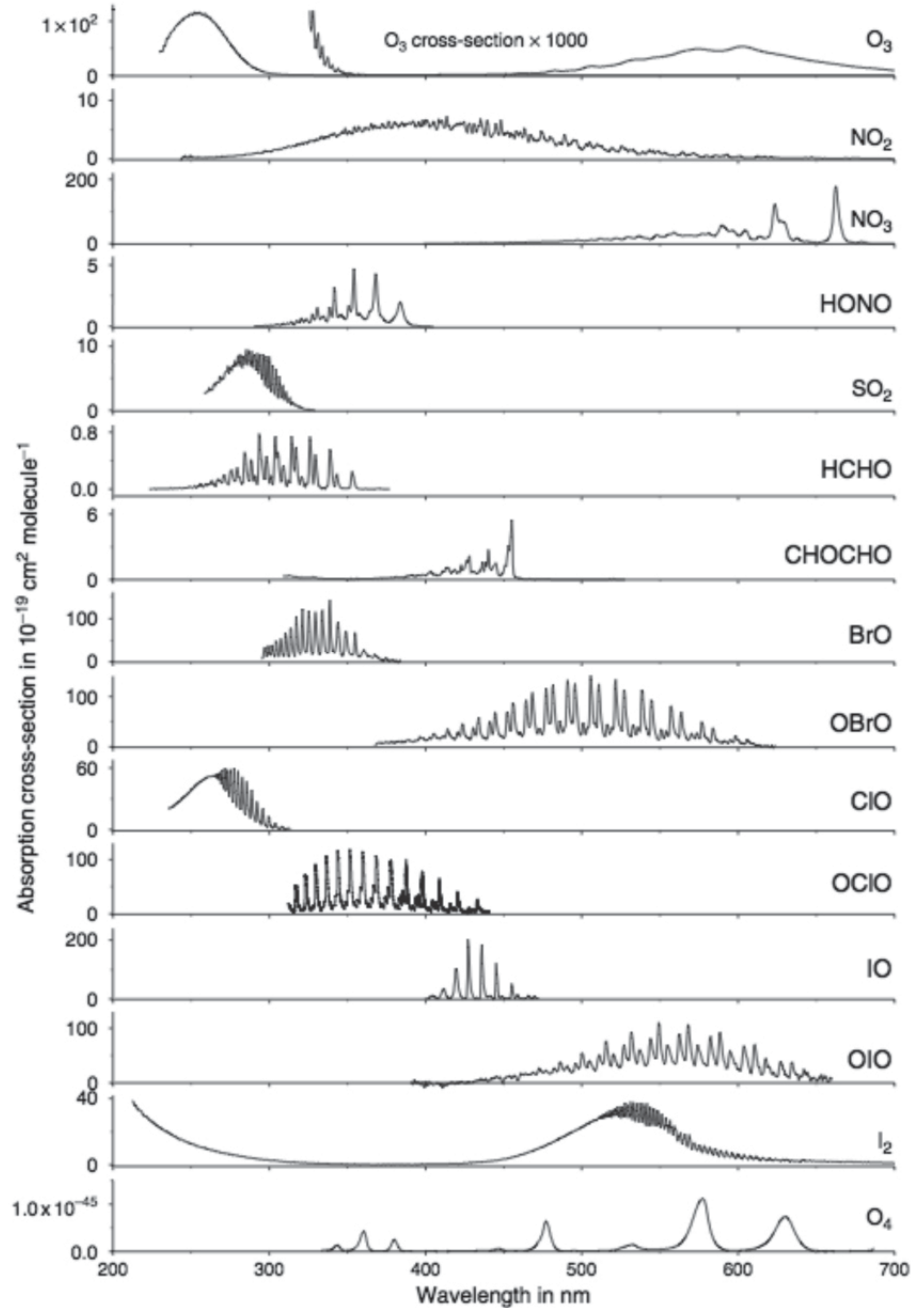 1×10² O₃ cross-section × 1000 O₃
0
10 NO₂
0
200 NO₃
0
5 HONO
0
10 SO₂
0
0.8 HCHO
0.0
6 CHOCHO
0
100 BrO
0
100 OBrO
0
60 ClO
0
100 OClO
0
200 IO
0
100 OIO
0
40 I₂
0
1.0 x 10⁻⁴⁵ O₄
0.0
200 300 400 500 600 700
Wavelength in nm
Absorption cross-section in 10⁻¹⁹ cm² molecule⁻¹